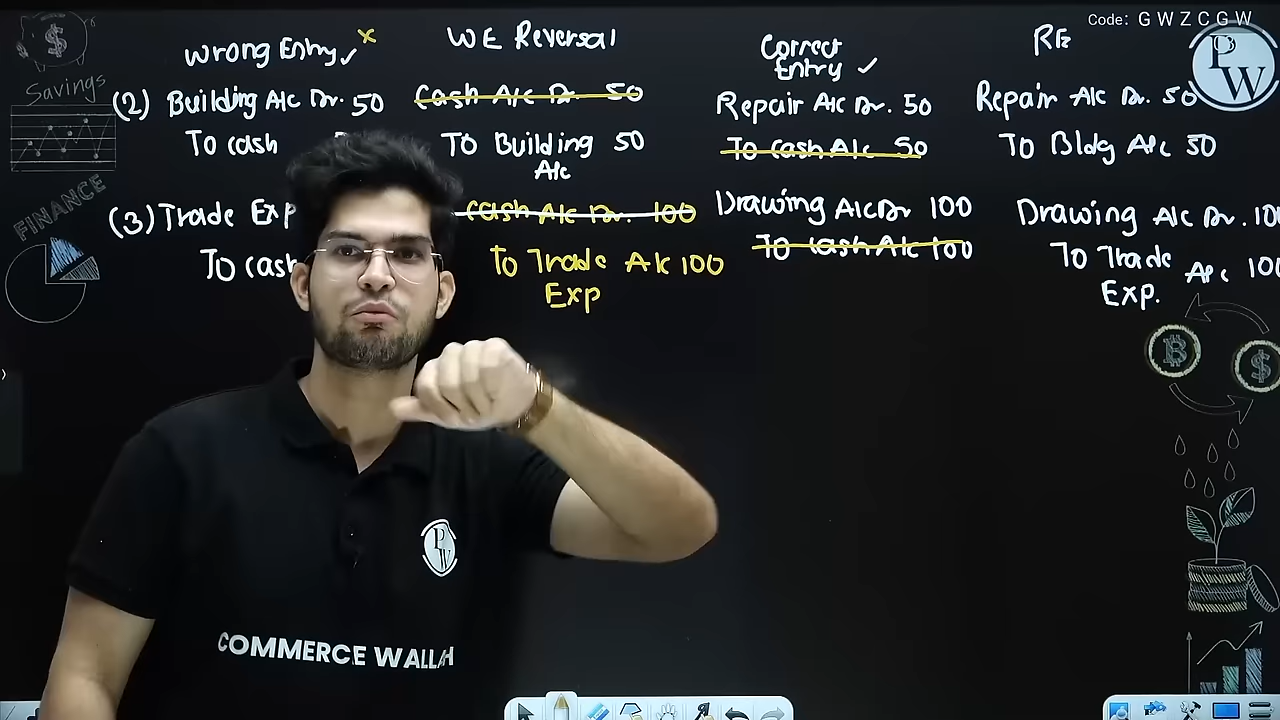 Code: G W Z C G W
Wrong Entry ✓ x
WE Reversal
Correct
Entry ✓
RE
Savings
FINANCE
(2) Building A/c Dr. 50
To cash
Cash A/c Dr. 50
To Building 50
A/c
Repair A/c Dr. 50
To cash A/c 50
Repair A/c Dr. 50
To Bldg A/c 50
(3) Trade Exp
To cash
cash A/c Dr. 100
To Trade A/c 100
Exp
Drawing A/c Dr 100
To cash A/c 100
Drawing A/c Dr. 100
To Trade A/c 100
Exp.
PW
PW
COMMERCE WALLAH